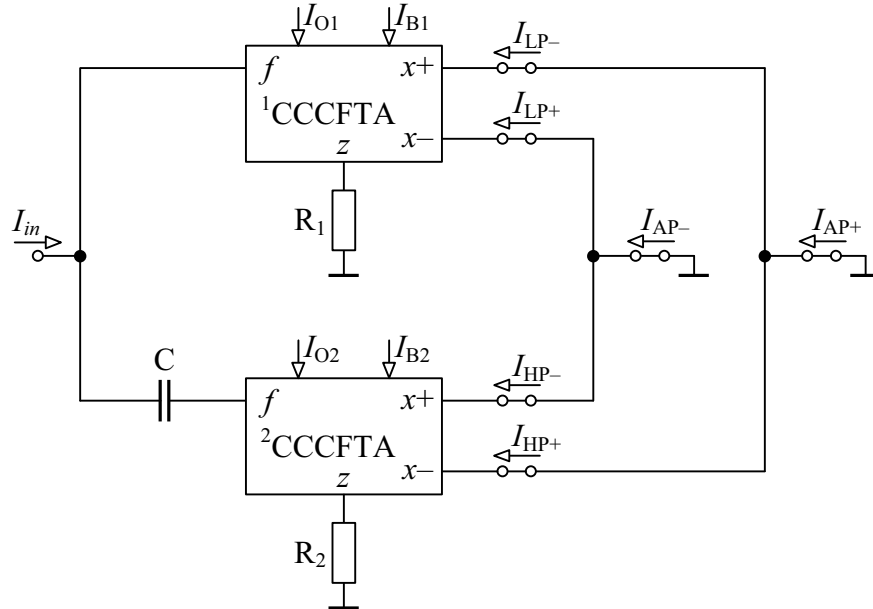 I_O1 I_B1
I_LP–
f x+
¹CCCFTA
I_LP+
x–
z
R₁
I_in
I_AP– I_AP+
I_O2 I_B2
C
I_HP–
f x+
²CCCFTA
I_HP+
x–
z
R₂